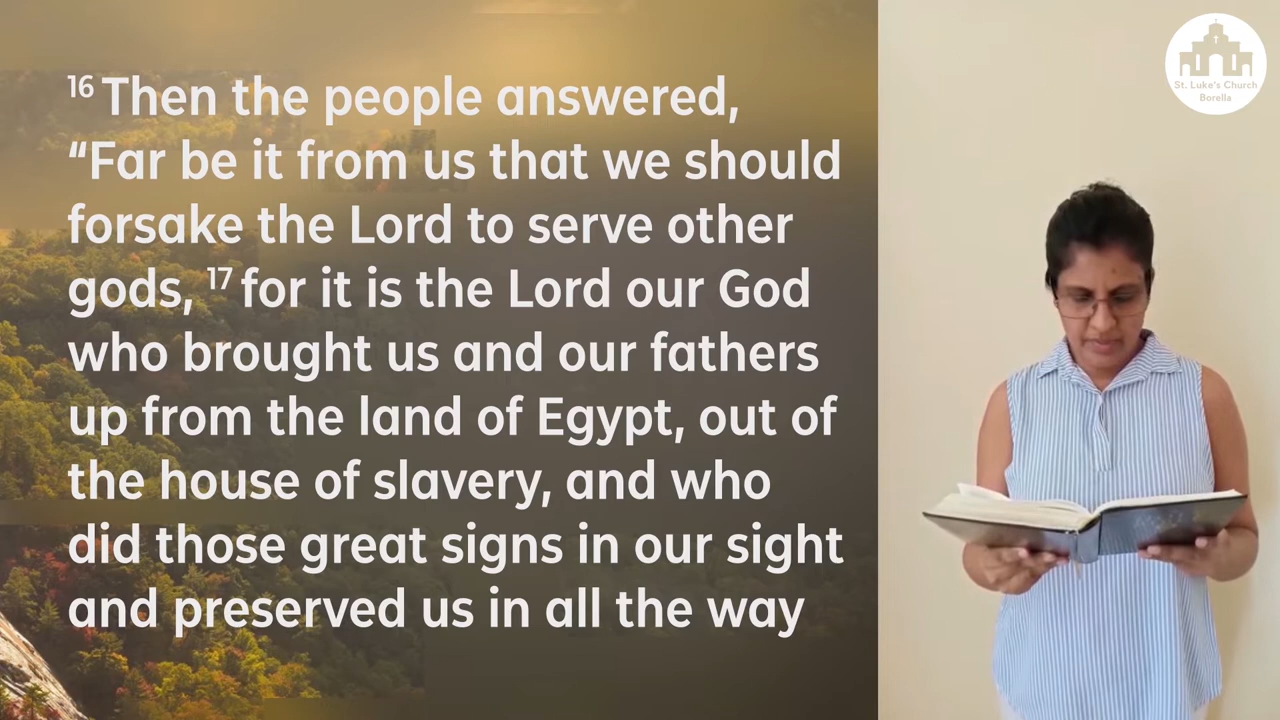 16 Then the people answered,
“Far be it from us that we should
forsake the Lord to serve other
gods, 17 for it is the Lord our God
who brought us and our fathers
up from the land of Egypt, out of
the house of slavery, and who
did those great signs in our sight
and preserved us in all the way
St. Luke's Church
Borella